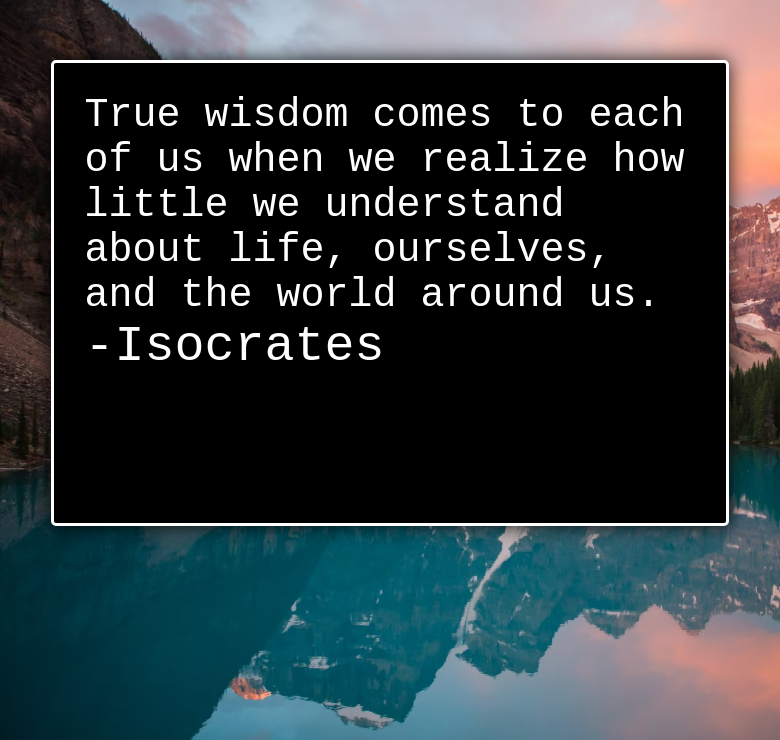 True wisdom comes to each
of us when we realize how
little we understand
about life, ourselves,
and the world around us.
-Isocrates